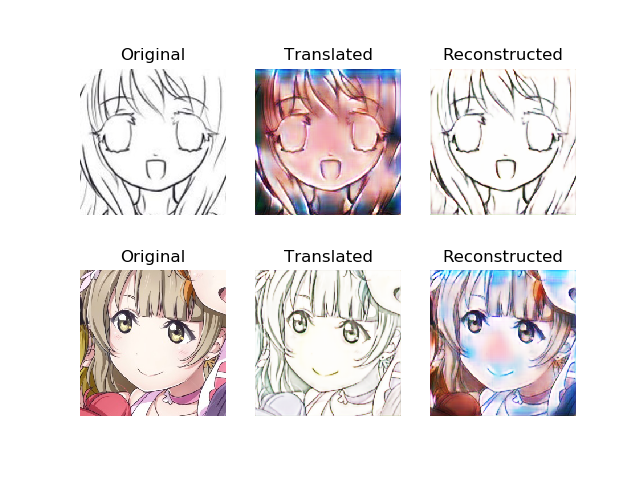 Original
Translated
Reconstructed
Original
Translated
Reconstructed